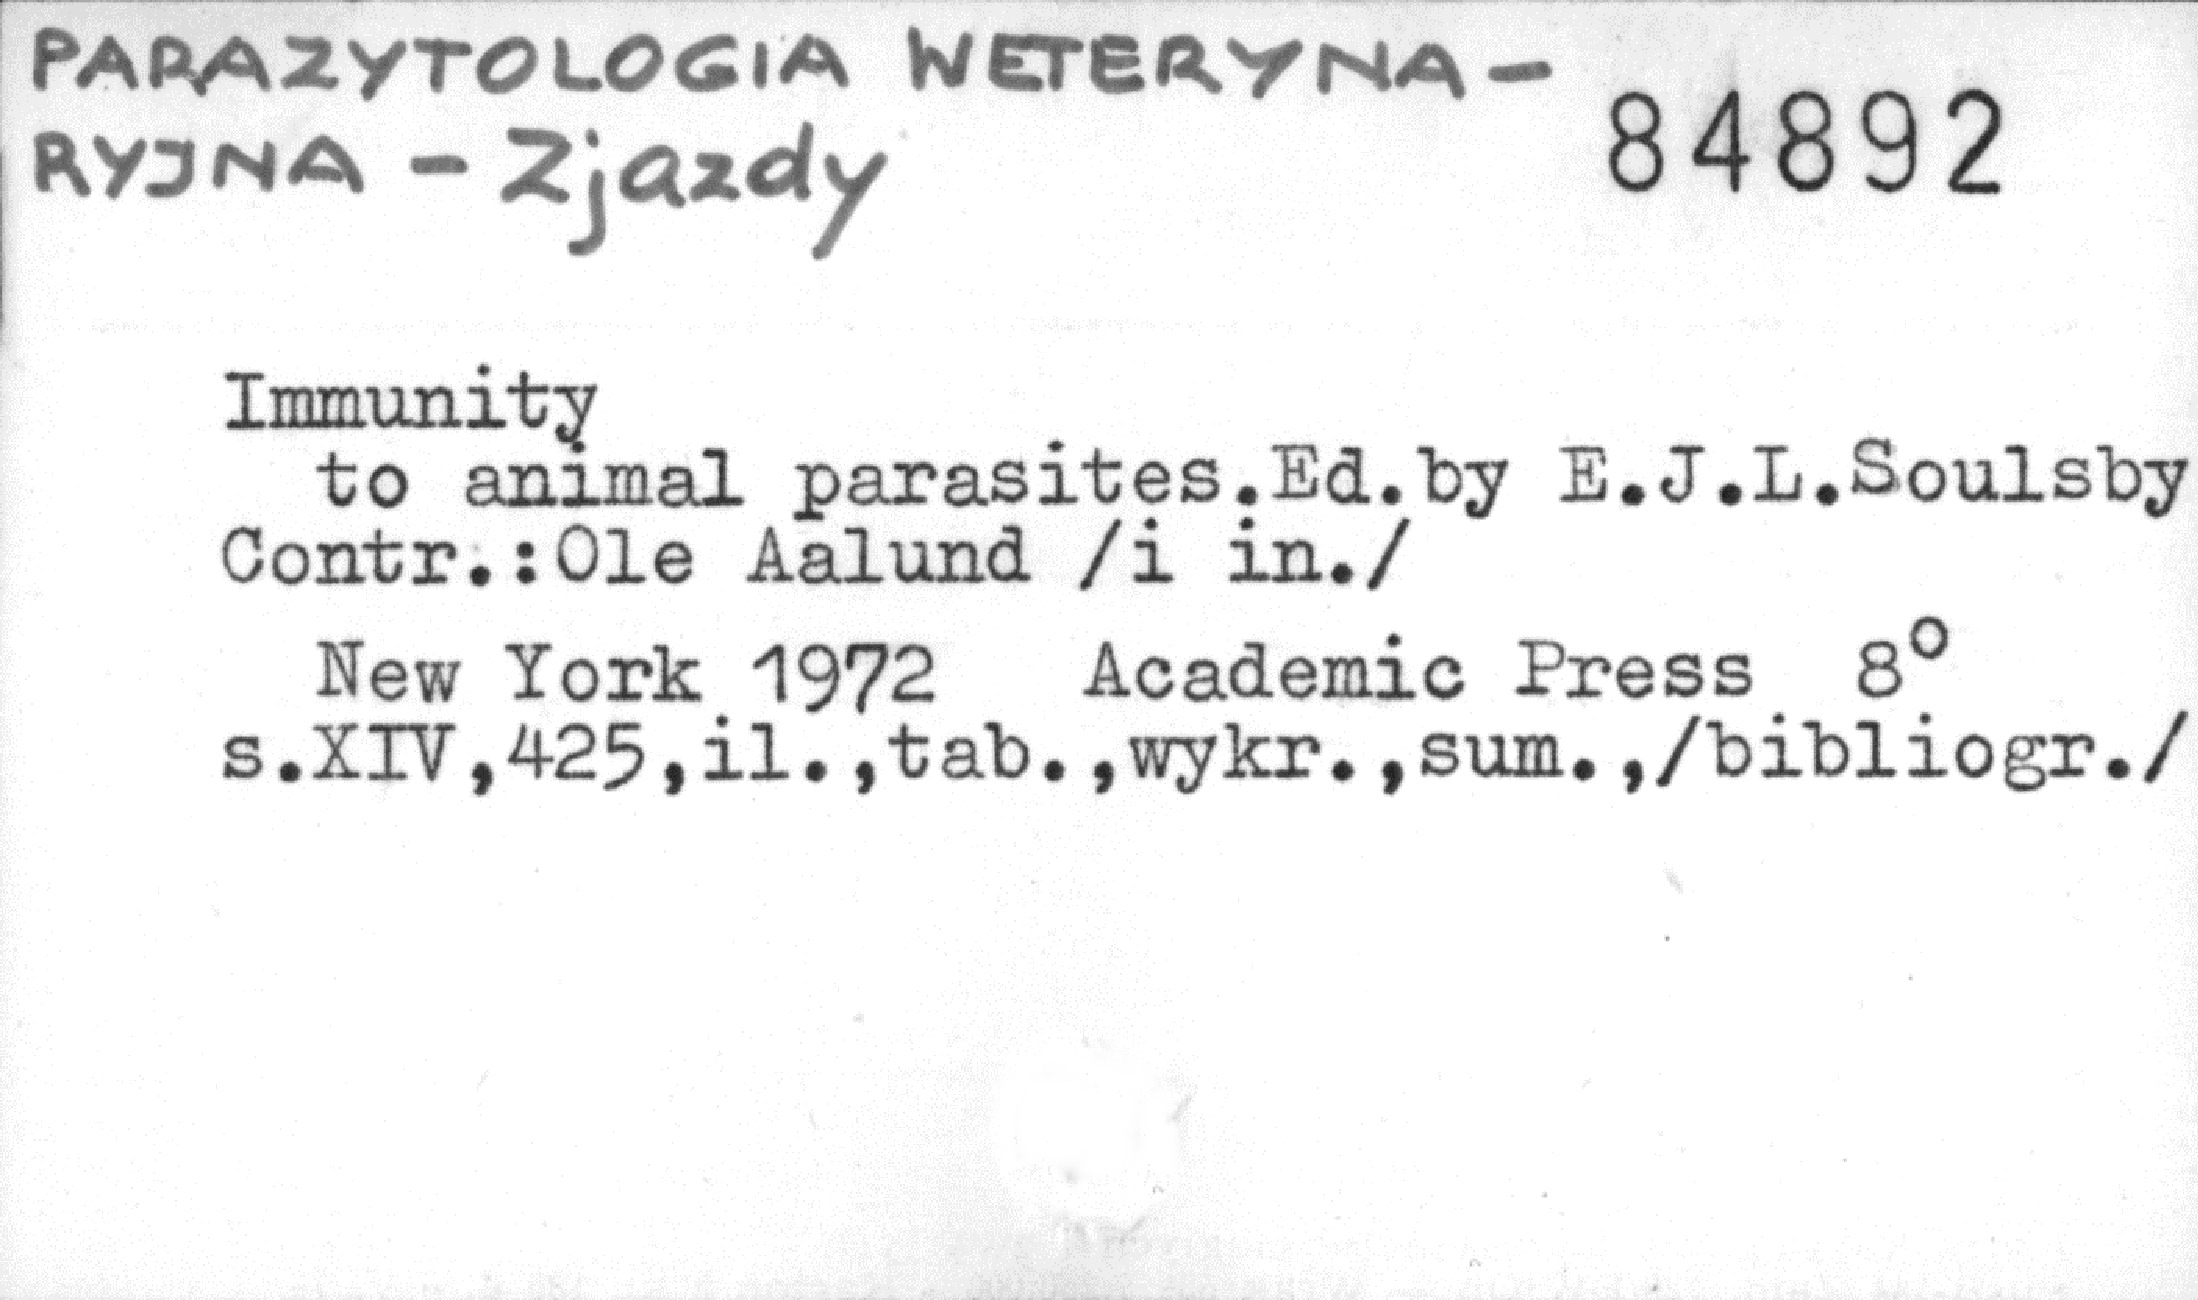 PARAZYTOLOGIA WETERYNA-
RYJNA - Zjazdy
84892
Immunity
to animal parasites.Ed.by E.J.L.Soulsby
Contr.:Ole Aalund /i in./
New York 1972 Academic Press 8°
s.XIV,425,il.,tab.,wykr.,sum.,/bibliogr./